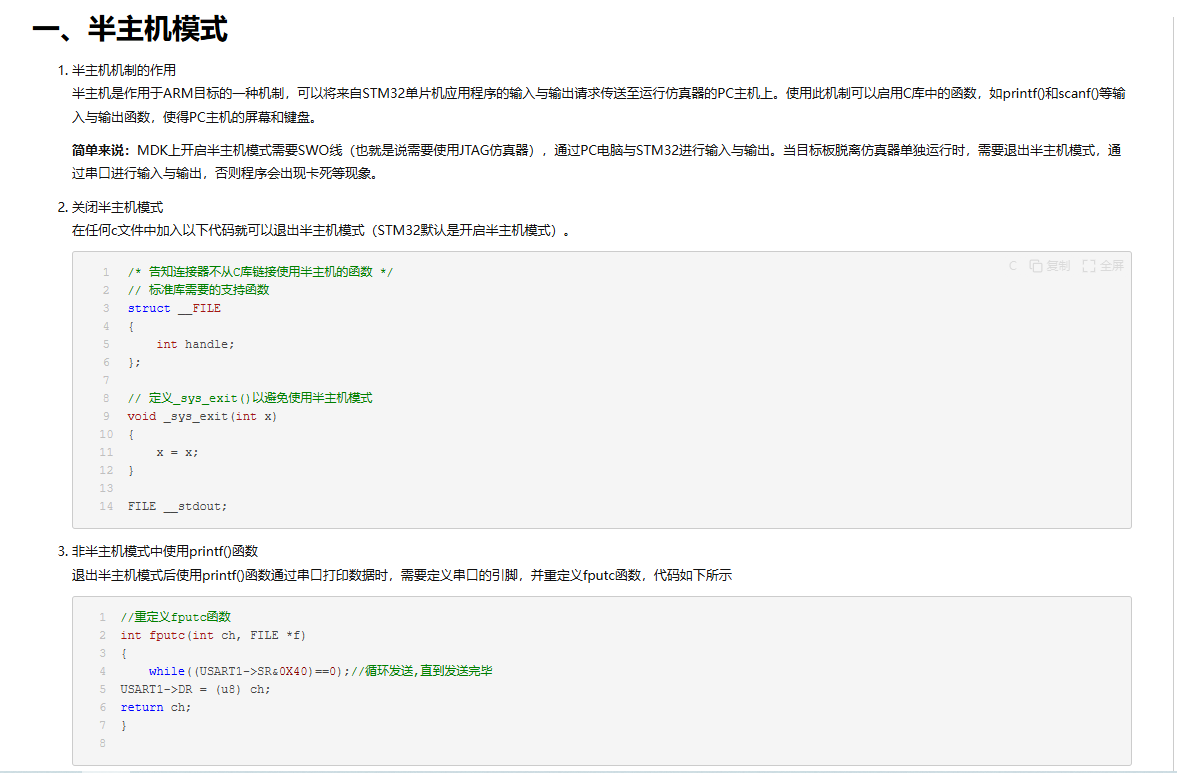 一、半主机模式
1. 半主机机制的作用
半主机是作用于ARM目标的一种机制，可以将来自STM32单片机应用程序的输入与输出请求传送至运行仿真器的PC主机上。使用此机制可以启用C库中的函数，如printf()和scanf()等输
入与输出函数，使得PC主机的屏幕和键盘。
简单来说：MDK上开启半主机模式需要SWO线（也就是说需要使用JTAG仿真器），通过PC电脑与STM32进行输入与输出。当目标板脱离仿真器单独运行时，需要退出半主机模式，通
过串口进行输入与输出，否则程序会出现卡死等现象。
2. 关闭半主机模式
在任何c文件中加入以下代码就可以退出半主机模式（STM32默认是开启半主机模式）。
C 复制 全屏
1 /* 告知连接器不从C库链接使用半主机的函数 */
2 // 标准库需要的支持函数
3 struct __FILE
4 {
5     int handle;
6 };
7
8 // 定义_sys_exit()以避免使用半主机模式
9 void _sys_exit(int x)
10 {
11     x = x;
12 }
13
14 FILE __stdout;
3. 非半主机模式中使用printf()函数
退出半主机模式后使用printf()函数通过串口打印数据时，需要定义串口的引脚，并重定义fputc函数，代码如下所示
1 //重定义fputc函数
2 int fputc(int ch, FILE *f)
3 {
4     while((USART1->SR&0X40)==0);//循环发送,直到发送完毕
5 USART1->DR = (u8) ch;
6 return ch;
7 }
8